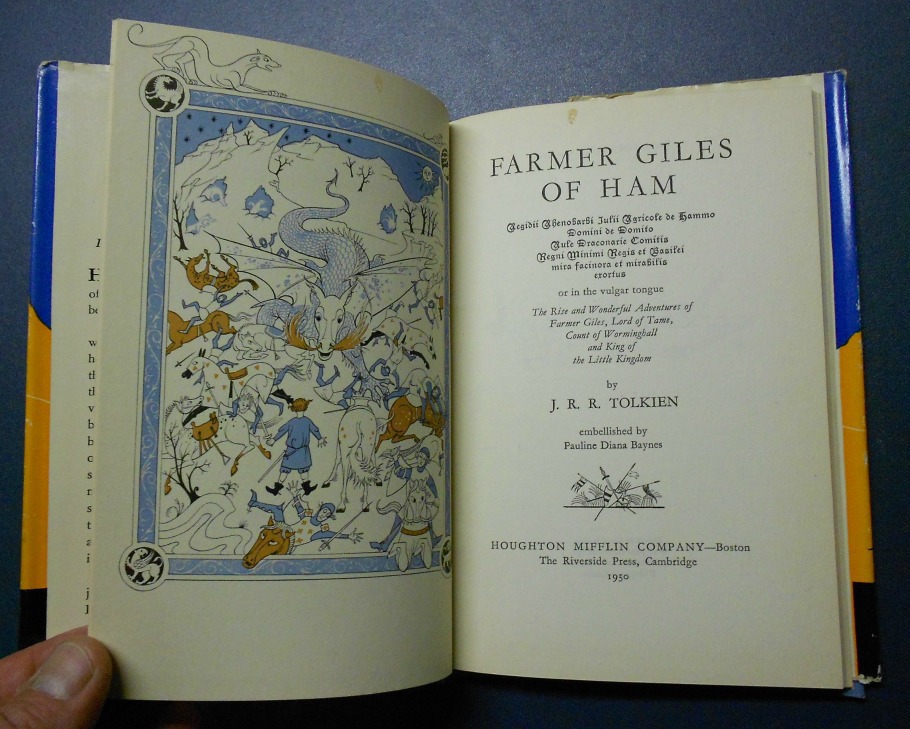 FARMER GILES
OF HAM
Aegidii Ahenobarbi Julii Agricole de Hammo
Domini de Domito
Aule Draconarie Comitis
Regni Minimi Regis et Basilei
mira facinora et mirabilis
exortus
or in the vulgar tongue
The Rise and Wonderful Adventures of
Farmer Giles, Lord of Tame,
Count of Worminghall
and King of
the Little Kingdom
by
J. R. R. TOLKIEN
embellished by
Pauline Diana Baynes
HOUGHTON MIFFLIN COMPANY—Boston
The Riverside Press, Cambridge
1950